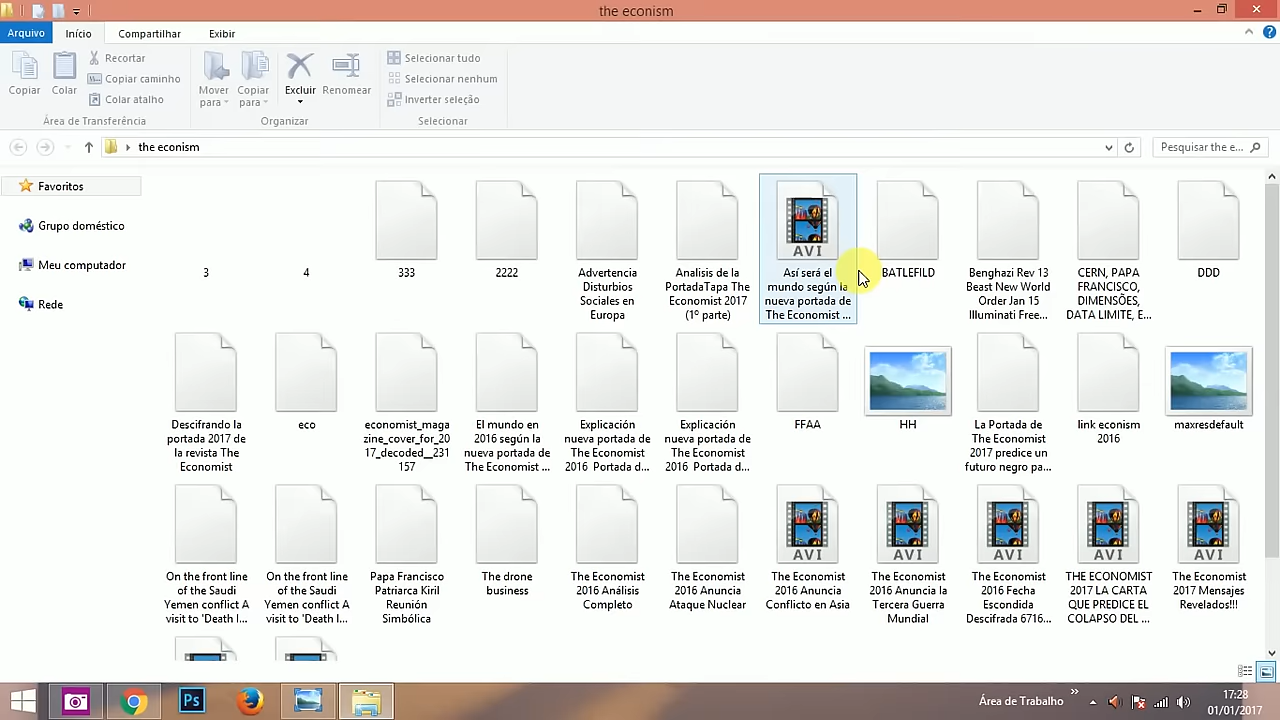 the econism
Arquivo
Início
Compartilhar
Exibir
Copiar
Colar
Recortar
Copiar caminho
Colar atalho
Área de Transferência
Mover
para
Copiar
para
Excluir
Renomear
Organizar
Selecionar tudo
Selecionar nenhum
Inverter seleção
Selecionar
the econism
Pesquisar the e...
Favoritos
Grupo doméstico
Meu computador
Rede
3
4
333
2222
Advertencia
Disturbios
Sociales en
Europa
Analisis de la
PortadaTapa The
Economist 2017
(1º parte)
AVI
Así será el
mundo según la
nueva portada de
The Economist ...
BATLEFILD
Benghazi Rev 13
Beast New World
Order Jan 15
Illuminati Free...
CERN, PAPA
FRANCISCO,
DIMENSÕES,
DATA LIMITE, E...
DDD
Descifrando la
portada 2017 de
la revista The
Economist
eco
economist_maga
zine_cover_for_20
17_decoded__231
157
El mundo en
2016 según la
nueva portada de
The Economist ...
Explicación
nueva portada de
The Economist
2016 Portada d...
Explicación
nueva portada de
The Economist
2016 Portada d...
FFAA
HH
La Portada de
The Economist
2017 predice un
futuro negro pa...
link econism
2016
maxresdefault
On the front line
of the Saudi
Yemen conflict A
visit to 'Death l...
On the front line
of the Saudi
Yemen conflict A
visit to 'Death l...
Papa Francisco
Patriarca Kiril
Reunión
Simbólica
The drone
business
The Economist
2016 Análisis
Completo
The Economist
2016 Anuncia
Ataque Nuclear
AVI
The Economist
2016 Anuncia
Conflicto en Asia
AVI
The Economist
2016 Anuncia la
Tercera Guerra
Mundial
AVI
The Economist
2016 Fecha
Escondida
Descifrada 6716...
AVI
THE ECONOMIST
2017 LA CARTA
QUE PREDICE EL
COLAPSO DEL ...
AVI
The Economist
2017 Mensajes
Revelados!!!
Ps
Área de Trabalho
17:28
01/01/2017